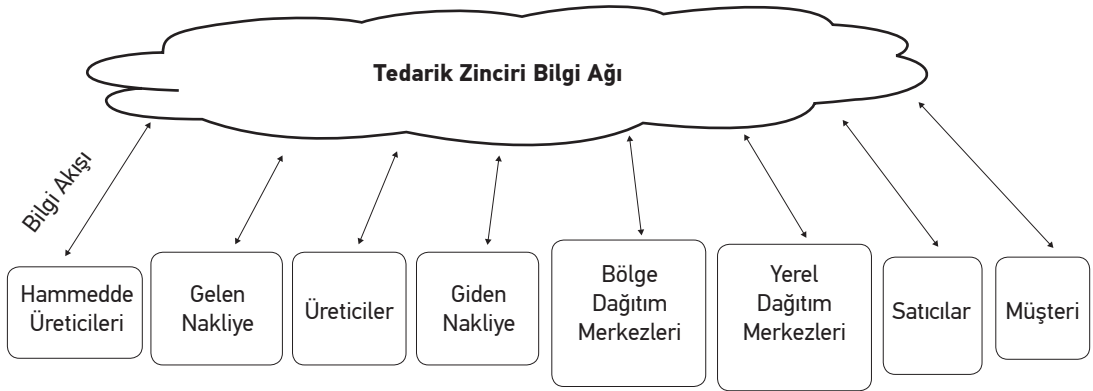 Tedarik Zinciri Bilgi Ağı
Bilgi Akışı
Hammedde
Üreticileri
Gelen
Nakliye
Üreticiler
Giden
Nakliye
Bölge
Dağıtım
Merkezleri
Yerel
Dağıtım
Merkezleri
Satıcılar
Müşteri